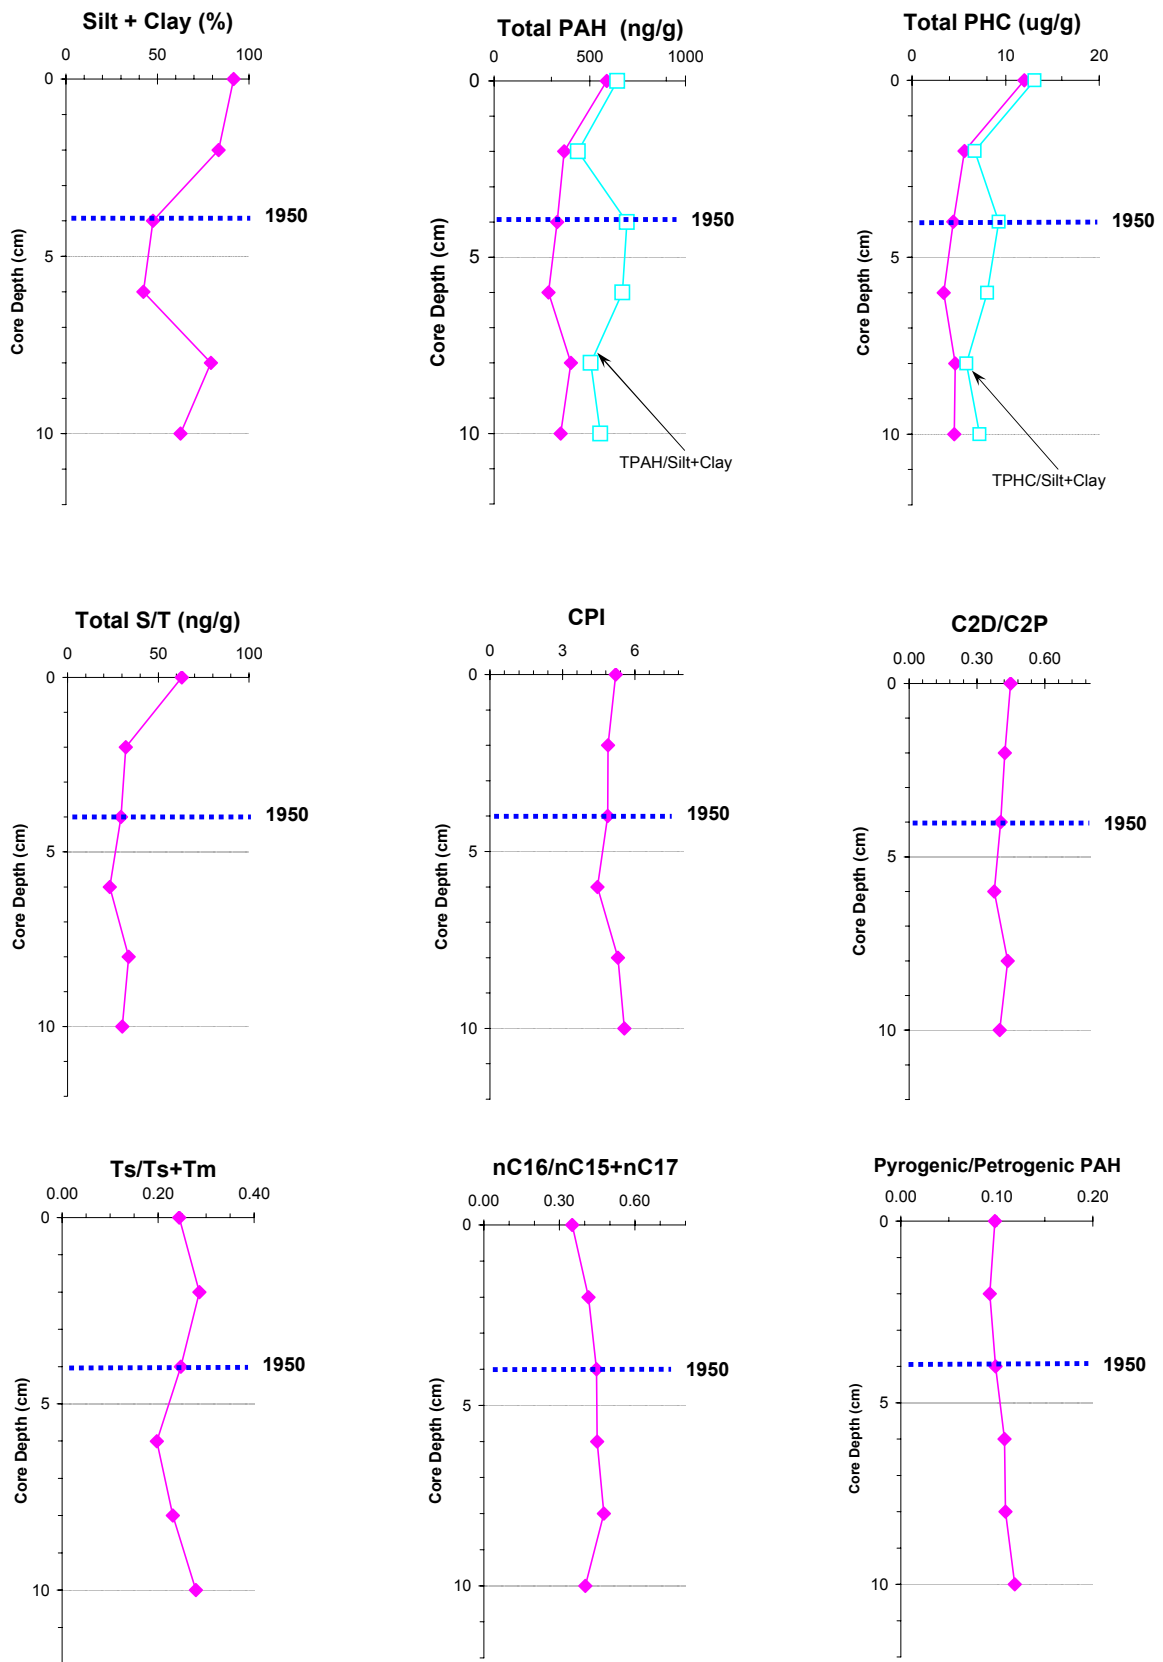 Silt + Clay (%)
0 50 100
0
5
10
Core Depth (cm)
1950
Total PAH (ng/g)
0 500 1000
0
5
10
Core Depth (cm)
1950
TPAH/Silt+Clay
Total PHC (ug/g)
0 10 20
0
5
10
Core Depth (cm)
1950
TPHC/Silt+Clay
Total S/T (ng/g)
0 50 100
0
5
10
Core Depth (cm)
1950
CPI
0 3 6
0
5
10
Core Depth (cm)
1950
C2D/C2P
0.00 0.30 0.60
0
5
10
Core Depth (cm)
1950
Ts/Ts+Tm
0.00 0.20 0.40
0
5
10
Core Depth (cm)
1950
nC16/nC15+nC17
0.00 0.30 0.60
0
5
10
Core Depth (cm)
1950
Pyrogenic/Petrogenic PAH
0.00 0.10 0.20
0
5
10
Core Depth (cm)
1950